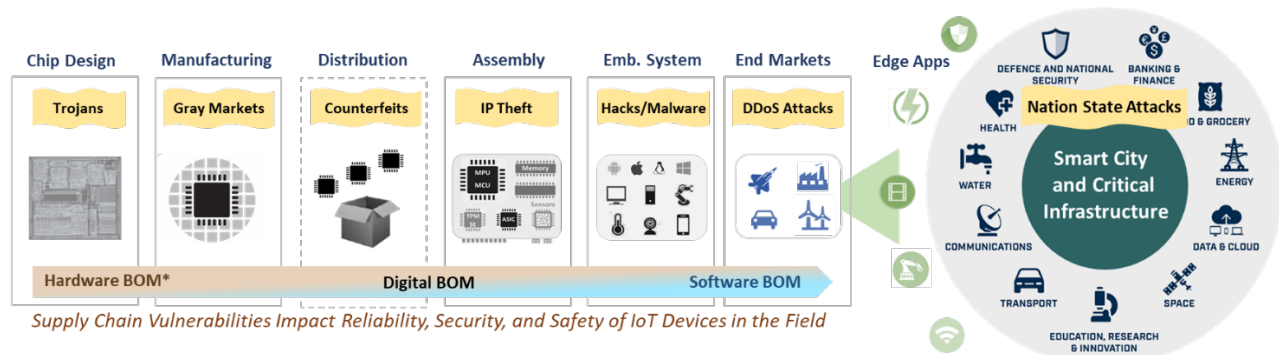 Chip Design
Manufacturing
Distribution
Assembly
Emb. System
End Markets
Edge Apps
Trojans
Gray Markets
Counterfeits
IP Theft
Hacks/Malware
DDoS Attacks
MPU
MCU
Memory
Sensors
TPM
SE
ASIC
Hardware BOM*
Digital BOM
Software BOM
Supply Chain Vulnerabilities Impact Reliability, Security, and Safety of IoT Devices in the Field
DEFENCE AND NATIONAL
SECURITY
BANKING &
FINANCE
Nation State Attacks
HEALTH
D & GROCERY
Smart City
and Critical
Infrastructure
WATER
ENERGY
COMMUNICATIONS
DATA & CLOUD
TRANSPORT
SPACE
EDUCATION, RESEARCH
& INNOVATION